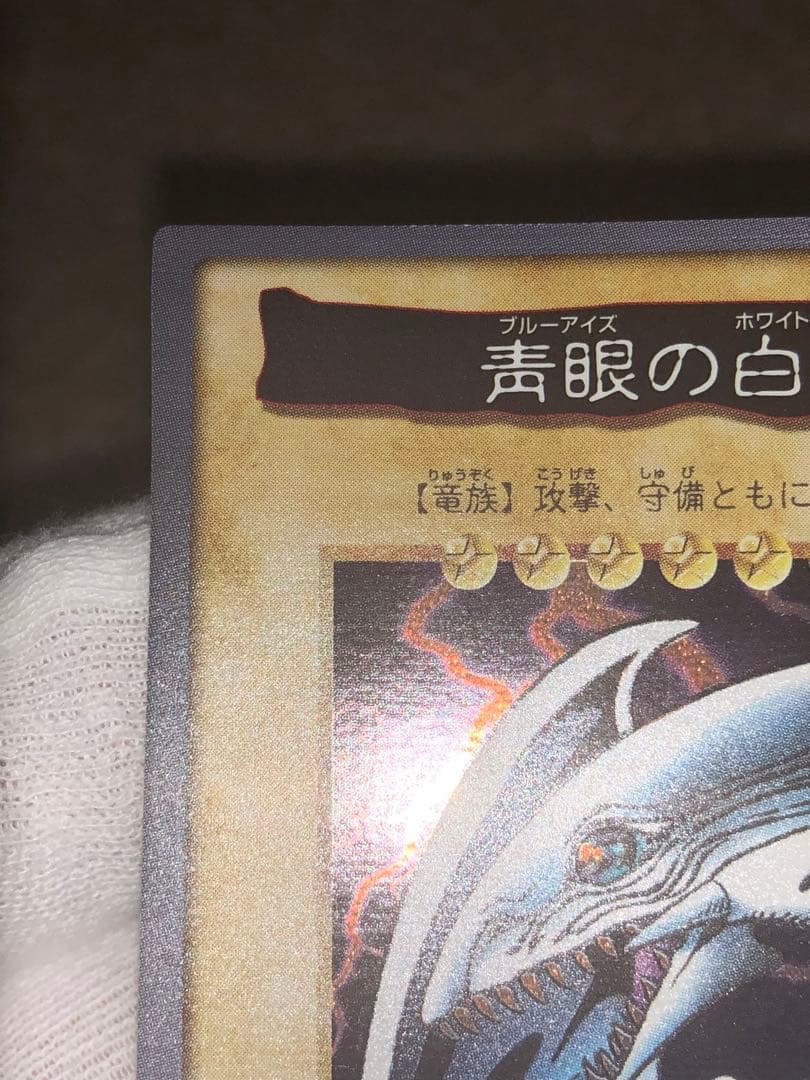 ブルーアイズ ホワイト
青眼の白
りゅうぞく こうげき しゅび
【竜族】攻撃、守備ともに